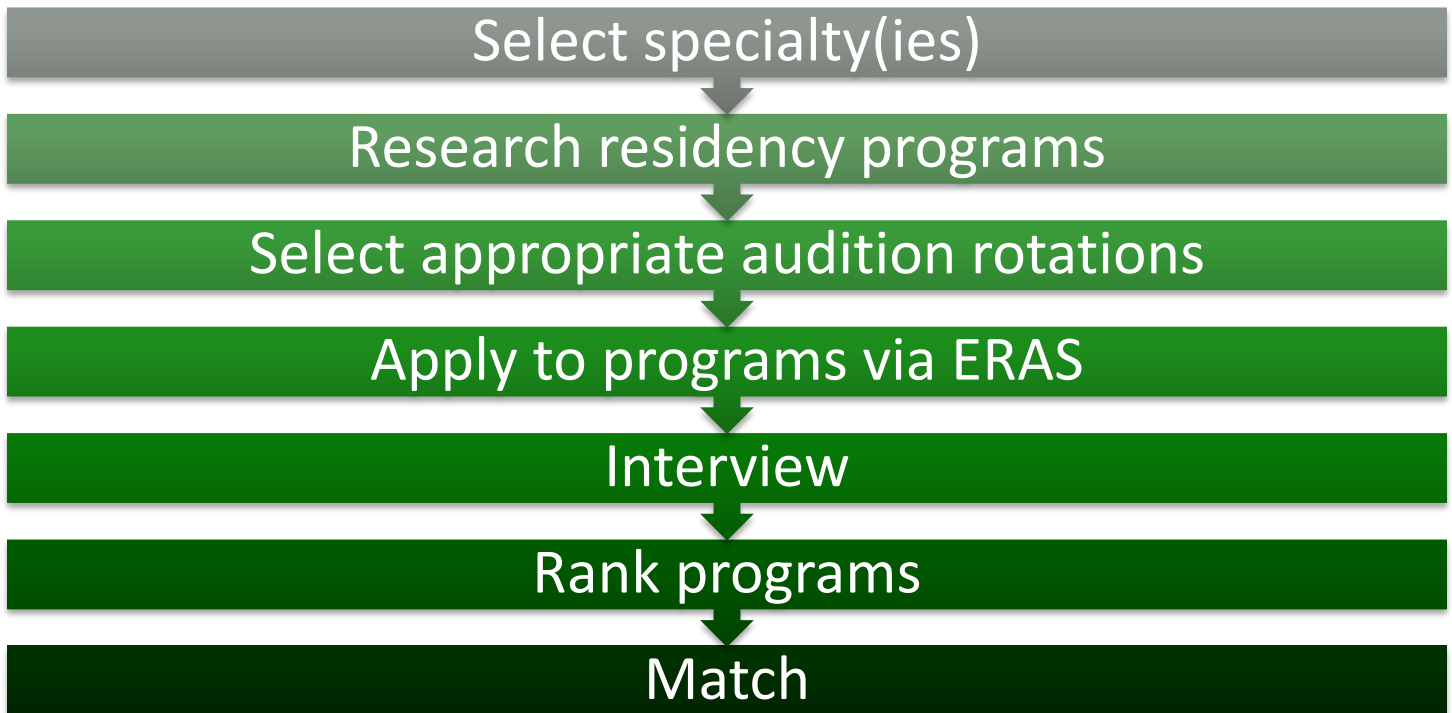 Select specialty(ies)
Research residency programs
Select appropriate audition rotations
Apply to programs via ERAS
Interview
Rank programs
Match